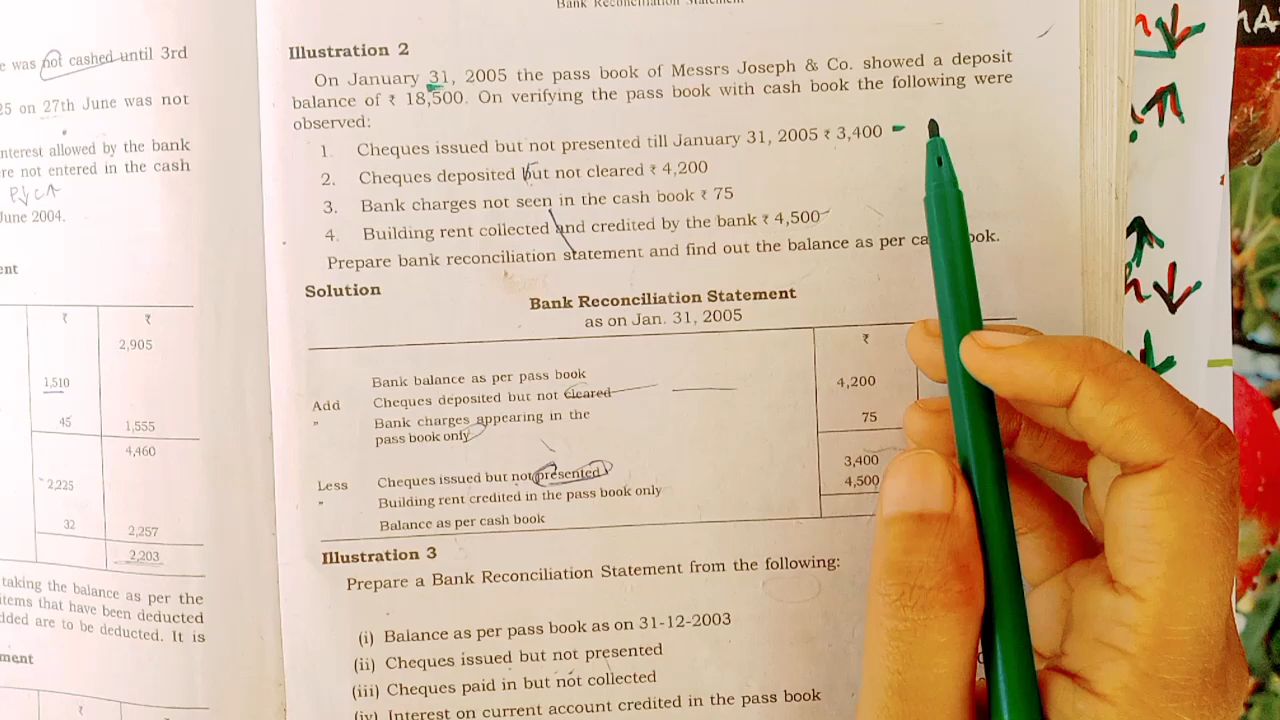 Bank Reconciliation Statement
e was not cashed until 3rd
25 on 27th June was not
nterest allowed by the bank
re not entered in the cash
June 2004.
ent
₹ ₹
2,905
1,510
45 1,555
4,460
2,225
32 2,257
2,203
taking the balance as per the
items that have been deducted
dded are to be deducted. It is
ment
₹
Illustration 2
On January 31, 2005 the pass book of Messrs Joseph & Co. showed a deposit
balance of ₹ 18,500. On verifying the pass book with cash book the following were
observed:
1. Cheques issued but not presented till January 31, 2005 ₹ 3,400
2. Cheques deposited but not cleared ₹ 4,200
3. Bank charges not seen in the cash book ₹ 75
4. Building rent collected and credited by the bank ₹ 4,500
Prepare bank reconciliation statement and find out the balance as per ca ook.
Solution
Bank Reconciliation Statement
as on Jan. 31, 2005
₹
Bank balance as per pass book
Add Cheques deposited but not cleared 4,200
" Bank charges appearing in the 75
pass book only
Less Cheques issued but not presented 3,400
" Building rent credited in the pass book only 4,500
Balance as per cash book
Illustration 3
Prepare a Bank Reconciliation Statement from the following:
(i) Balance as per pass book as on 31-12-2003
(ii) Cheques issued but not presented
(iii) Cheques paid in but not collected
(iv) Interest on current account credited in the pass book